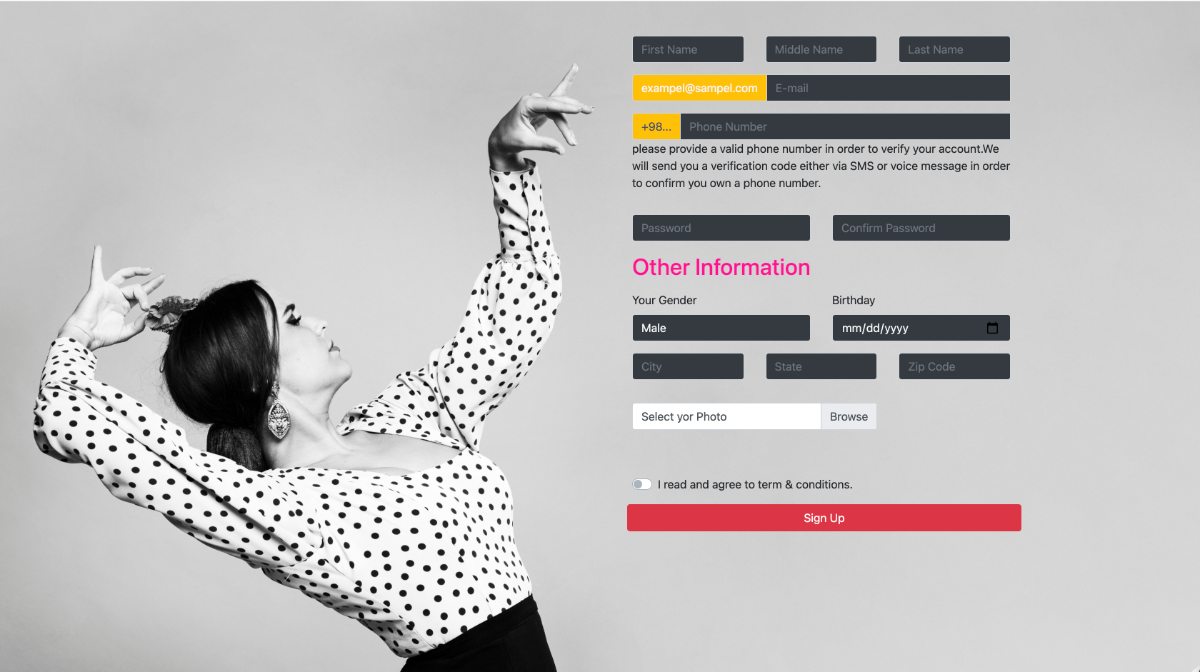 First Name Middle Name Last Name
exampel@sampel.com E-mail
+98... Phone Number
please provide a valid phone number in order to verify your account.We
will send you a verification code either via SMS or voice message in order
to confirm you own a phone number.
Password Confirm Password
Other Information
Your Gender Birthday
Male mm/dd/yyyy
City State Zip Code
Select yor Photo Browse
I read and agree to term & conditions.
Sign Up